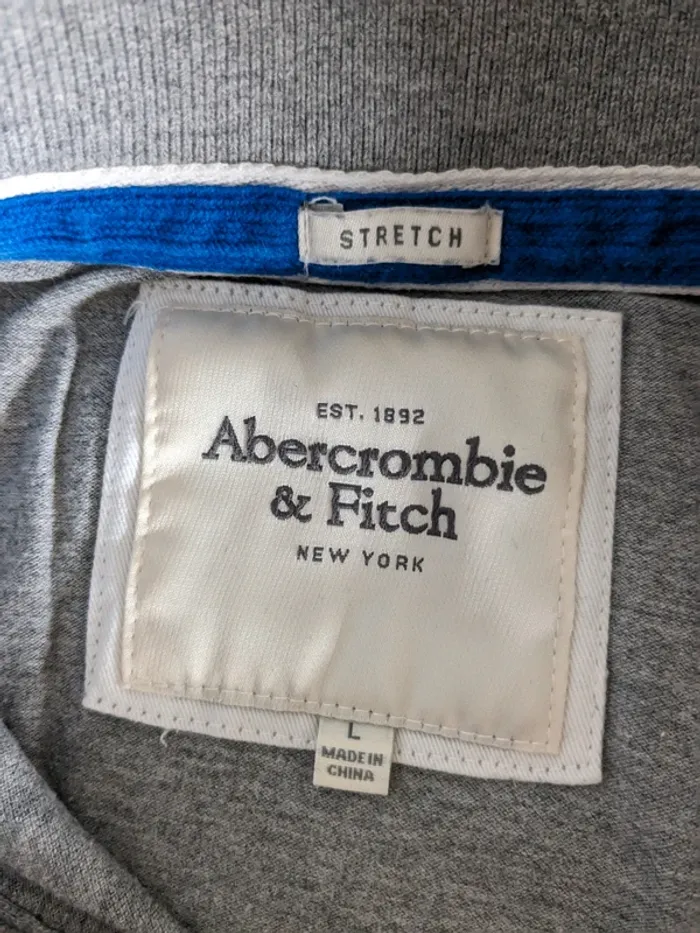 STRETCH
EST. 1892
Abercrombie
& Fitch
NEW YORK
L
MADE IN
CHINA